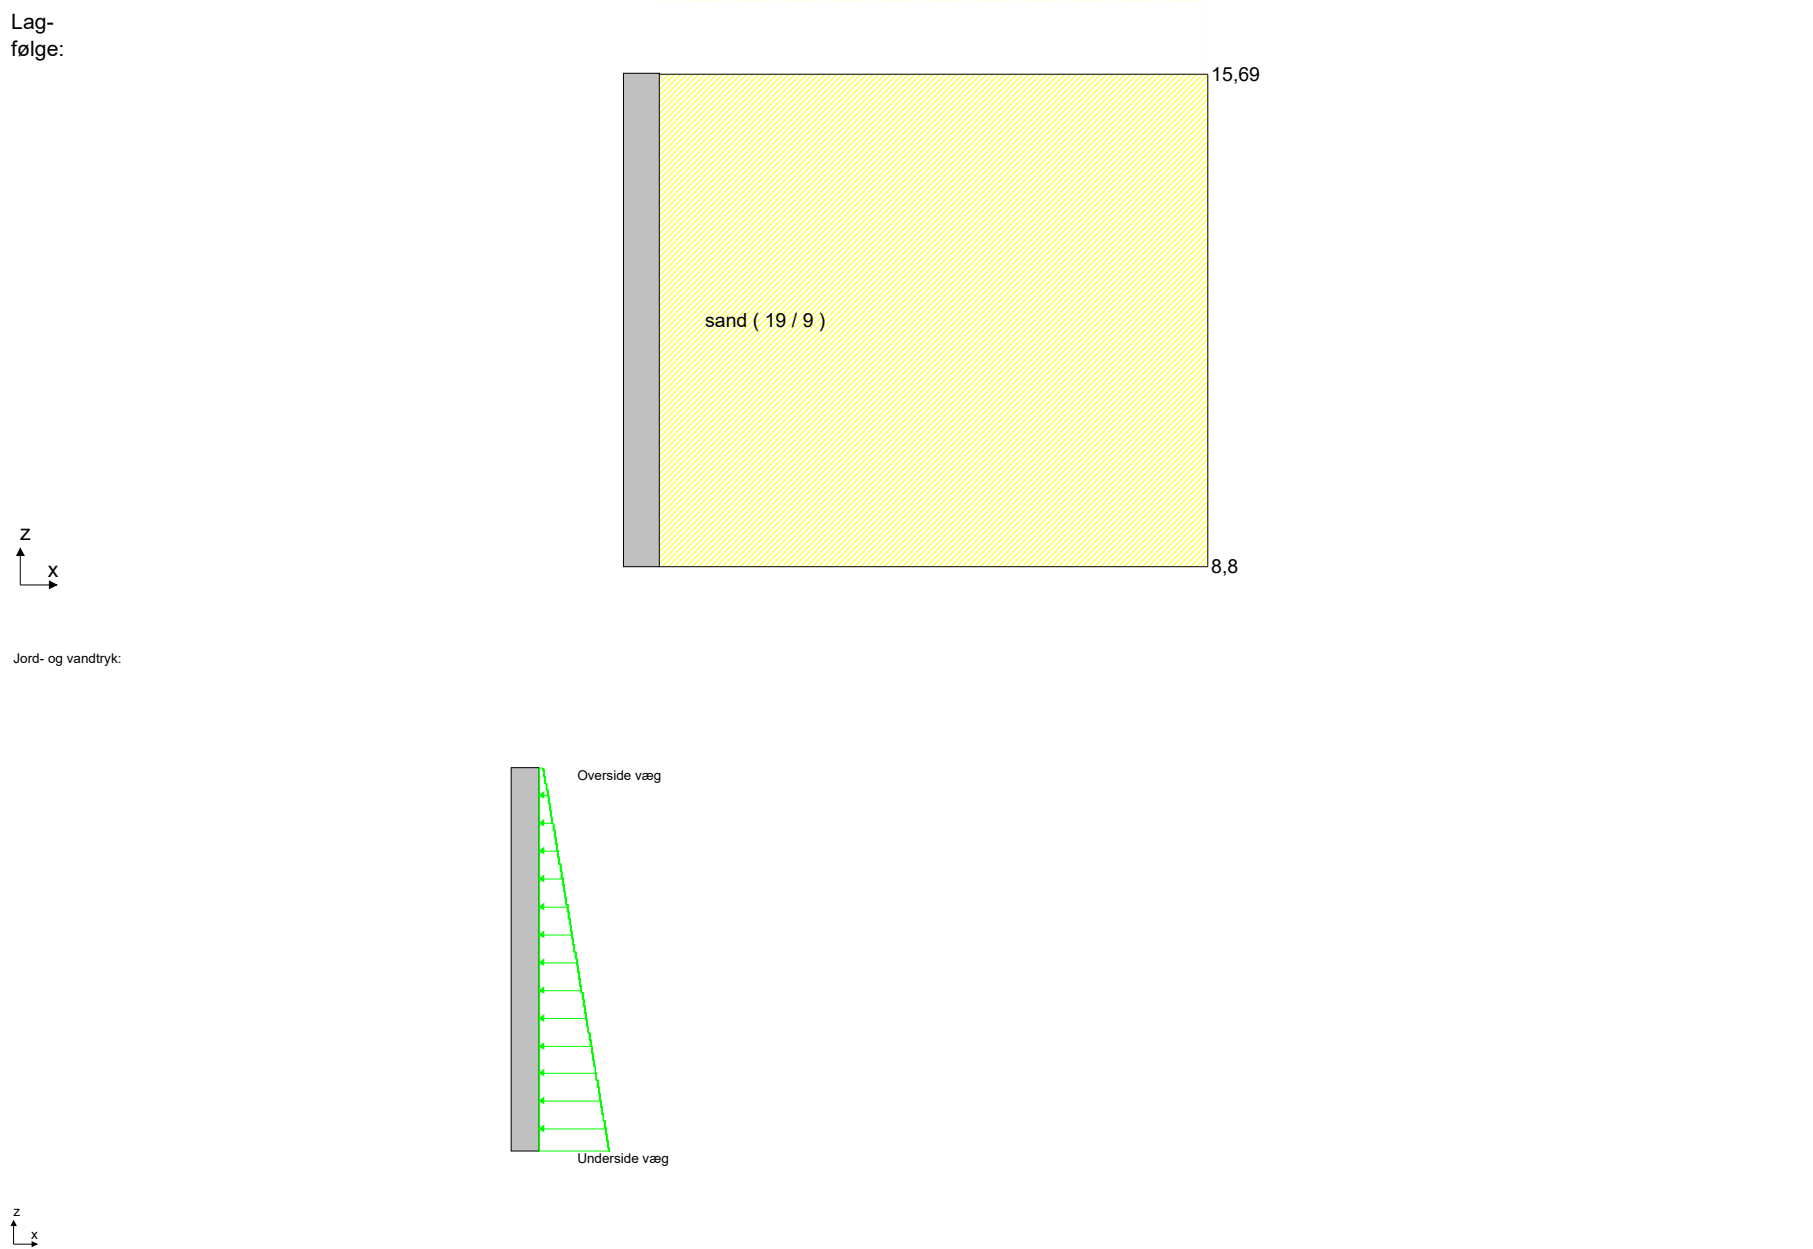 Lag-
følge:
15,69
sand ( 19 / 9 )
8,8
z
x
Jord- og vandtryk:
Overside væg
Underside væg
z
x